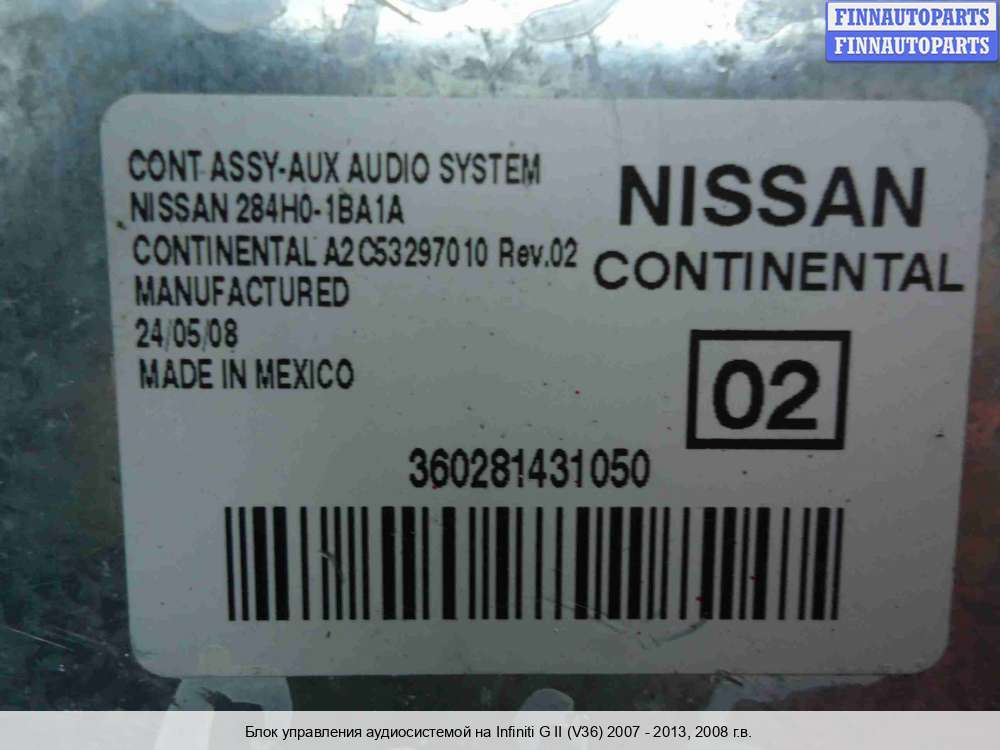 FINNAUTOPARTS
FINNAUTOPARTS
CONT ASSY-AUX AUDIO SYSTEM
NISSAN 284H0-1BA1A
CONTINENTAL A2C53297010 Rev.02
MANUFACTURED
24/05/08
MADE IN MEXICO
NISSAN
CONTINENTAL
02
360281431050
Блок управления аудиосистемой на Infiniti G II (V36) 2007 - 2013, 2008 г.в.